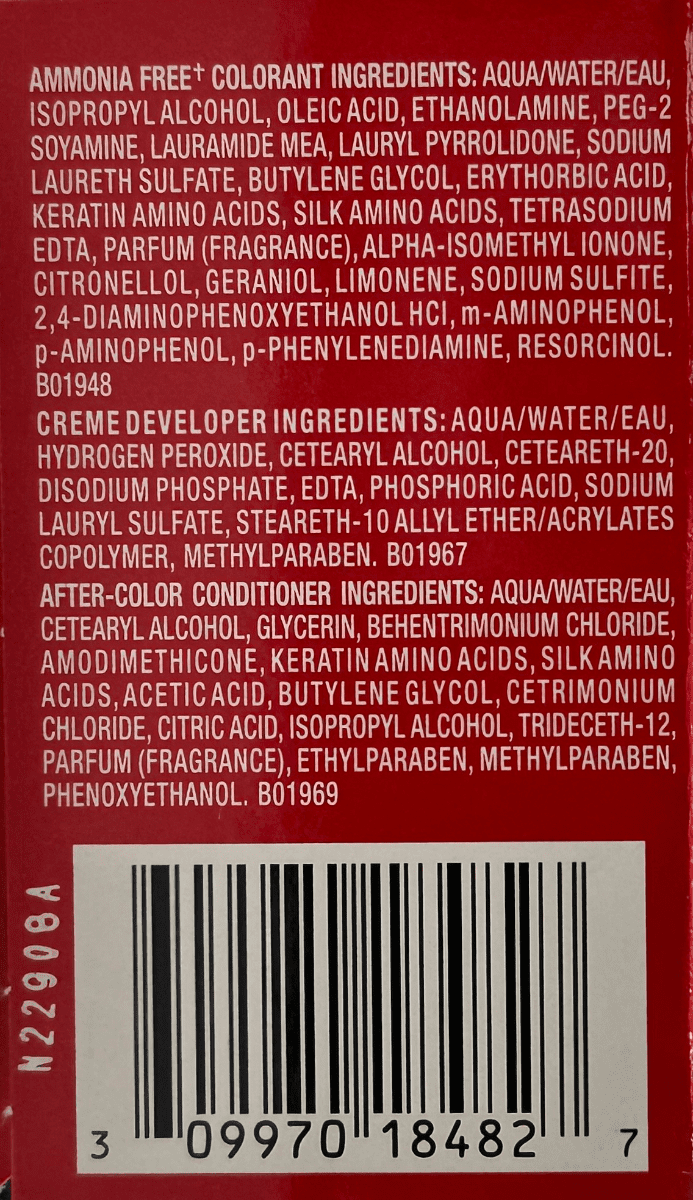 AMMONIA FREE† COLORANT INGREDIENTS: AQUA/WATER/EAU,
ISOPROPYL ALCOHOL, OLEIC ACID, ETHANOLAMINE, PEG-2
SOYAMINE, LAURAMIDE MEA, LAURYL PYRROLIDONE, SODIUM
LAURETH SULFATE, BUTYLENE GLYCOL, ERYTHORBIC ACID,
KERATIN AMINO ACIDS, SILK AMINO ACIDS, TETRASODIUM
EDTA, PARFUM (FRAGRANCE), ALPHA-ISOMETHYL IONONE,
CITRONELLOL, GERANIOL, LIMONENE, SODIUM SULFITE,
2,4-DIAMINOPHENOXYETHANOL HCl, m-AMINOPHENOL,
p-AMINOPHENOL, p-PHENYLENEDIAMINE, RESORCINOL.
B01948
CREME DEVELOPER INGREDIENTS: AQUA/WATER/EAU,
HYDROGEN PEROXIDE, CETEARYL ALCOHOL, CETEARETH-20,
DISODIUM PHOSPHATE, EDTA, PHOSPHORIC ACID, SODIUM
LAURYL SULFATE, STEARETH-10 ALLYL ETHER/ACRYLATES
COPOLYMER, METHYLPARABEN. B01967
AFTER-COLOR CONDITIONER INGREDIENTS: AQUA/WATER/EAU,
CETEARYL ALCOHOL, GLYCERIN, BEHENTRIMONIUM CHLORIDE,
AMODIMETHICONE, KERATIN AMINO ACIDS, SILK AMINO
ACIDS, ACETIC ACID, BUTYLENE GLYCOL, CETRIMONIUM
CHLORIDE, CITRIC ACID, ISOPROPYL ALCOHOL, TRIDECETH-12,
PARFUM (FRAGRANCE), ETHYLPARABEN, METHYLPARABEN,
PHENOXYETHANOL. B01969
N22908A
3 09970 18482 7